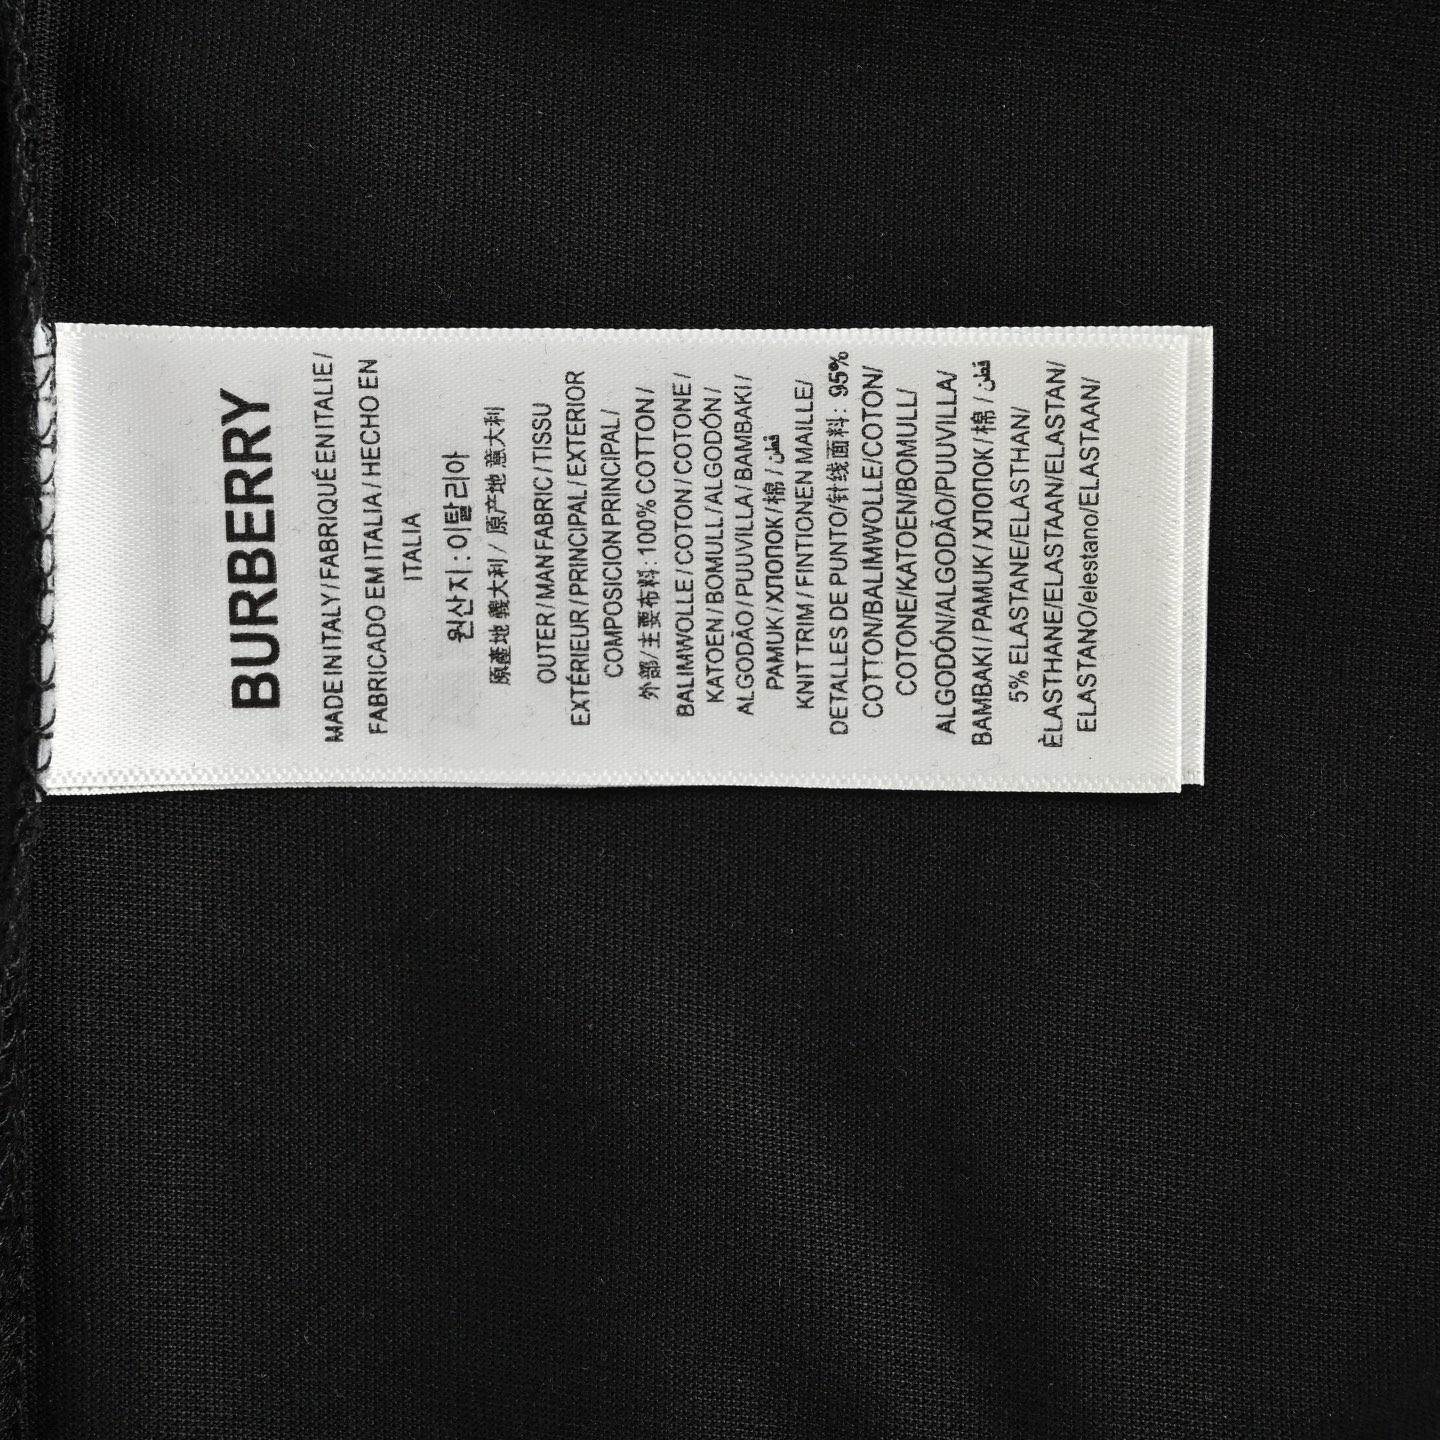 BURBERRY
MADE IN ITALY / FABRIQUÉ EN ITALIE /
FABRICADO EM ITALIA / HECHO EN
ITALIA
원산지 : 이탈리아
原產地 義大利 / 原产地 意大利
OUTER / MAN FABRIC / TISSU
EXTÉRIEUR / PRINCIPAL / EXTERIOR
COMPOSICION PRINCIPAL/
外部/主要布料: 100% COTTON /
BALIMWOLLE / COTON / COTONE /
KATOEN / BOMULL / ALGODÓN/
ALGODÃO / PUUVILLA / BAMBAKI /
PAMUK / ХЛОПОК / 棉 / قطن
KNIT TRIM / FINTIONEN MAILLE/
DETALLES DE PUNTO/针线面料: 95%
COTTON/BALIMWOLLE/COTON/
COTONE/KATOEN/BOMULL/
ALGODÓN/ALGODÃO/PUUVILLA/
BAMBAKI / PAMUK / ХЛОПОК / 棉 / قطن
5% ELASTANE/ELASTHAN/
ÈLASTHANE/ELASTAAN/ELASTAN/
ELASTANO/elestano/ELASTAAN/